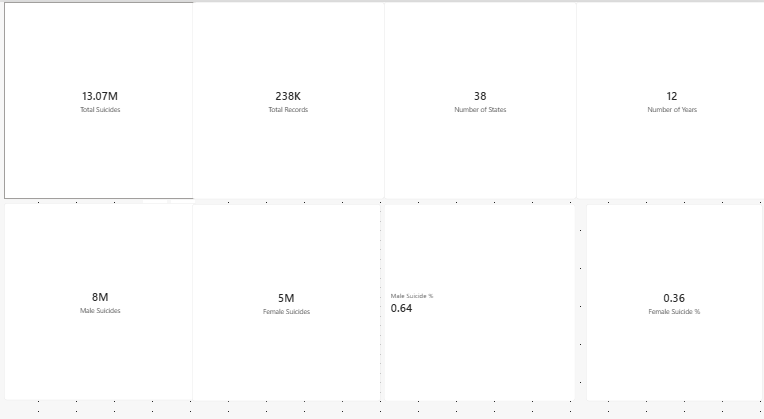 13.07M
Total Suicides
238K
Total Records
38
Number of States
12
Number of Years
8M
Male Suicides
5M
Female Suicides
Male Suicide %
0.64
0.36
Female Suicide %